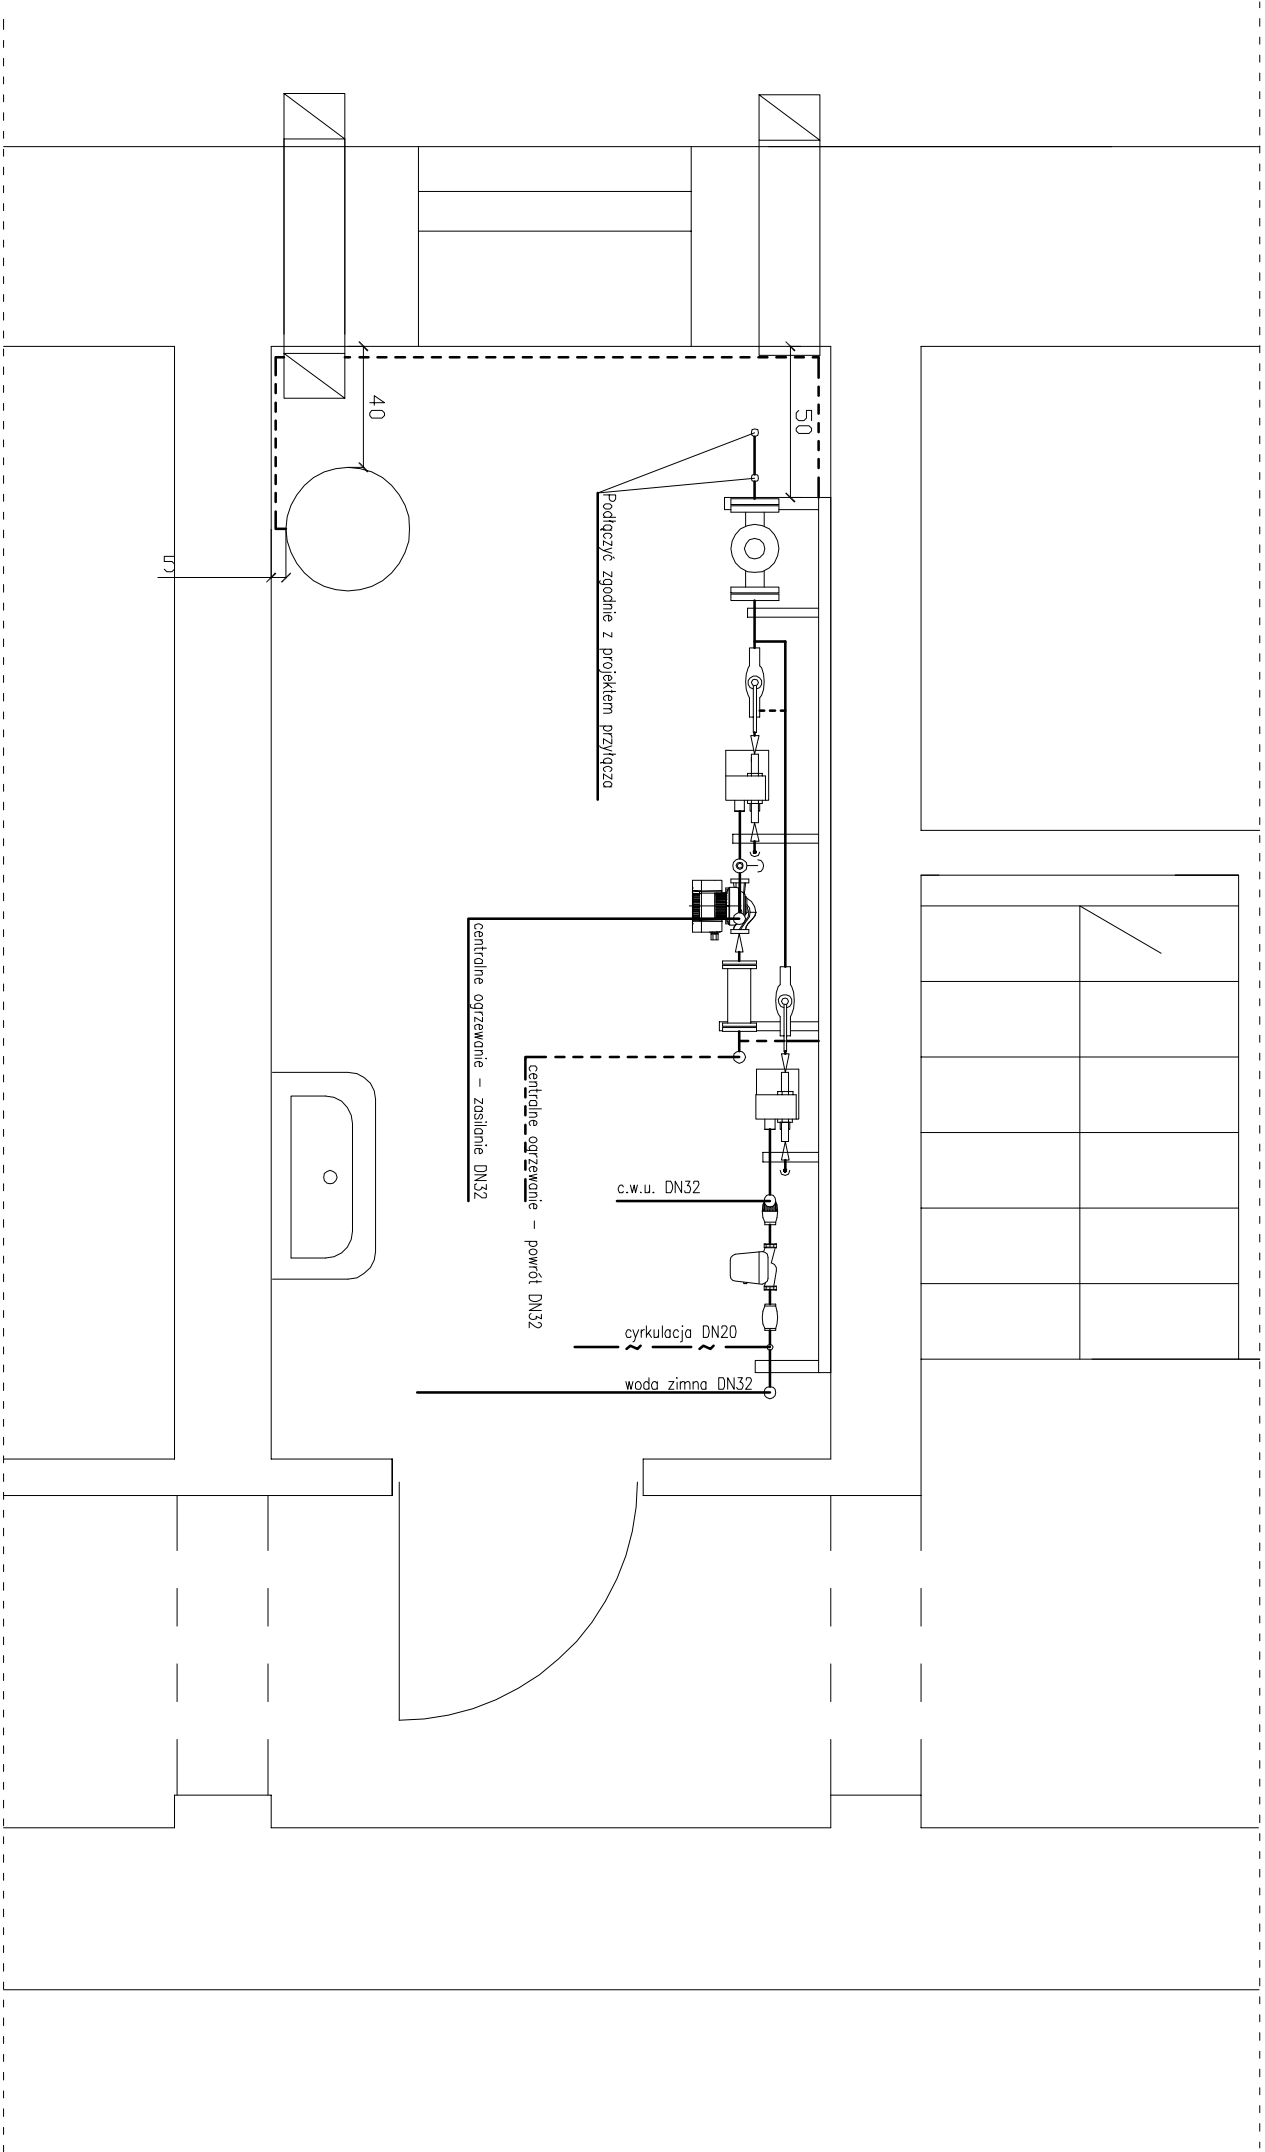 40
50
5
Podłączyć zgodnie z projektem przyłącza
centralne ogrzewanie – zasilanie DN32
centralne ogrzewanie – powrót DN32
c.w.u. DN32
cyrkulacja DN20
woda zimna DN32